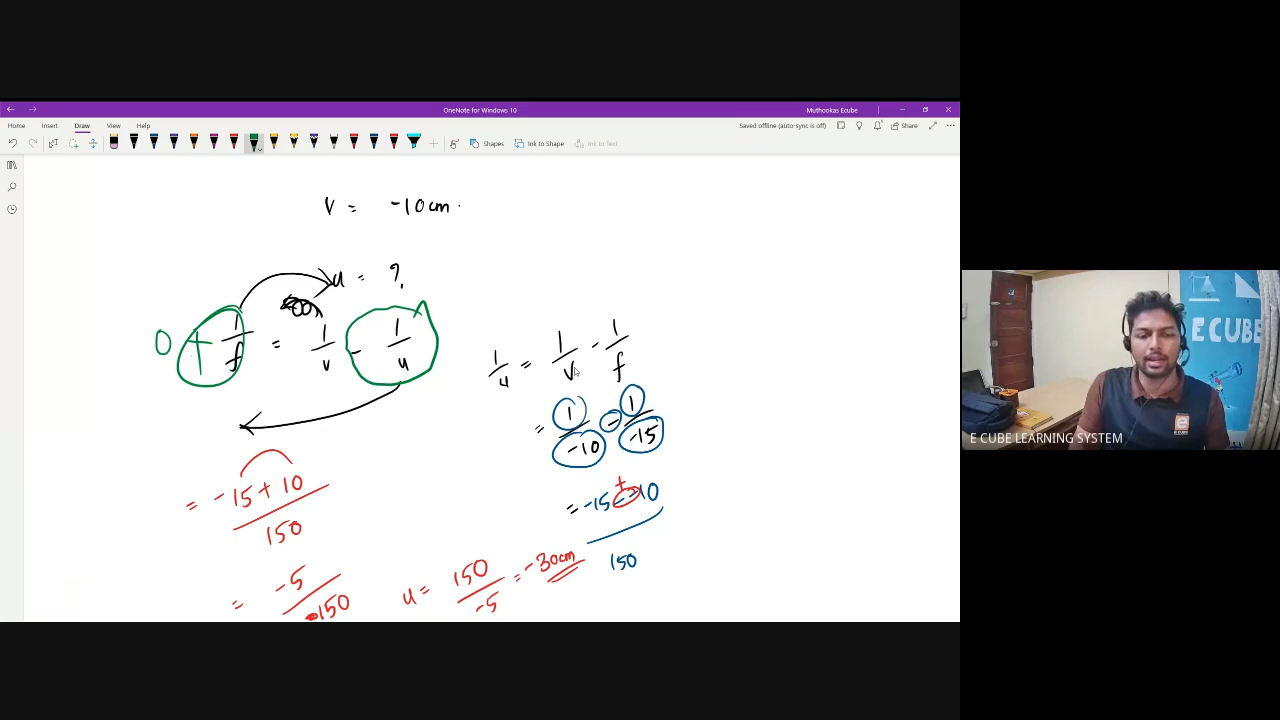 OneNote for Windows 10
Muthookas Ecube
Home Insert Draw View Help
Saved offline (auto-sync is off)
Share
Shapes
Ink to Shape
Ink to Text
v = -10cm.
u = ?
0 + 1/f = 1/v - 1/u
1/u = 1/v - 1/f
= 1/-10 - 1/-15
= -15 - -10 / 150
+
= -15 + 10 / 150
= -5 / 150
u = 150 / -5 = -30cm
E CUBE
E CUBE LEARNING SYSTEM